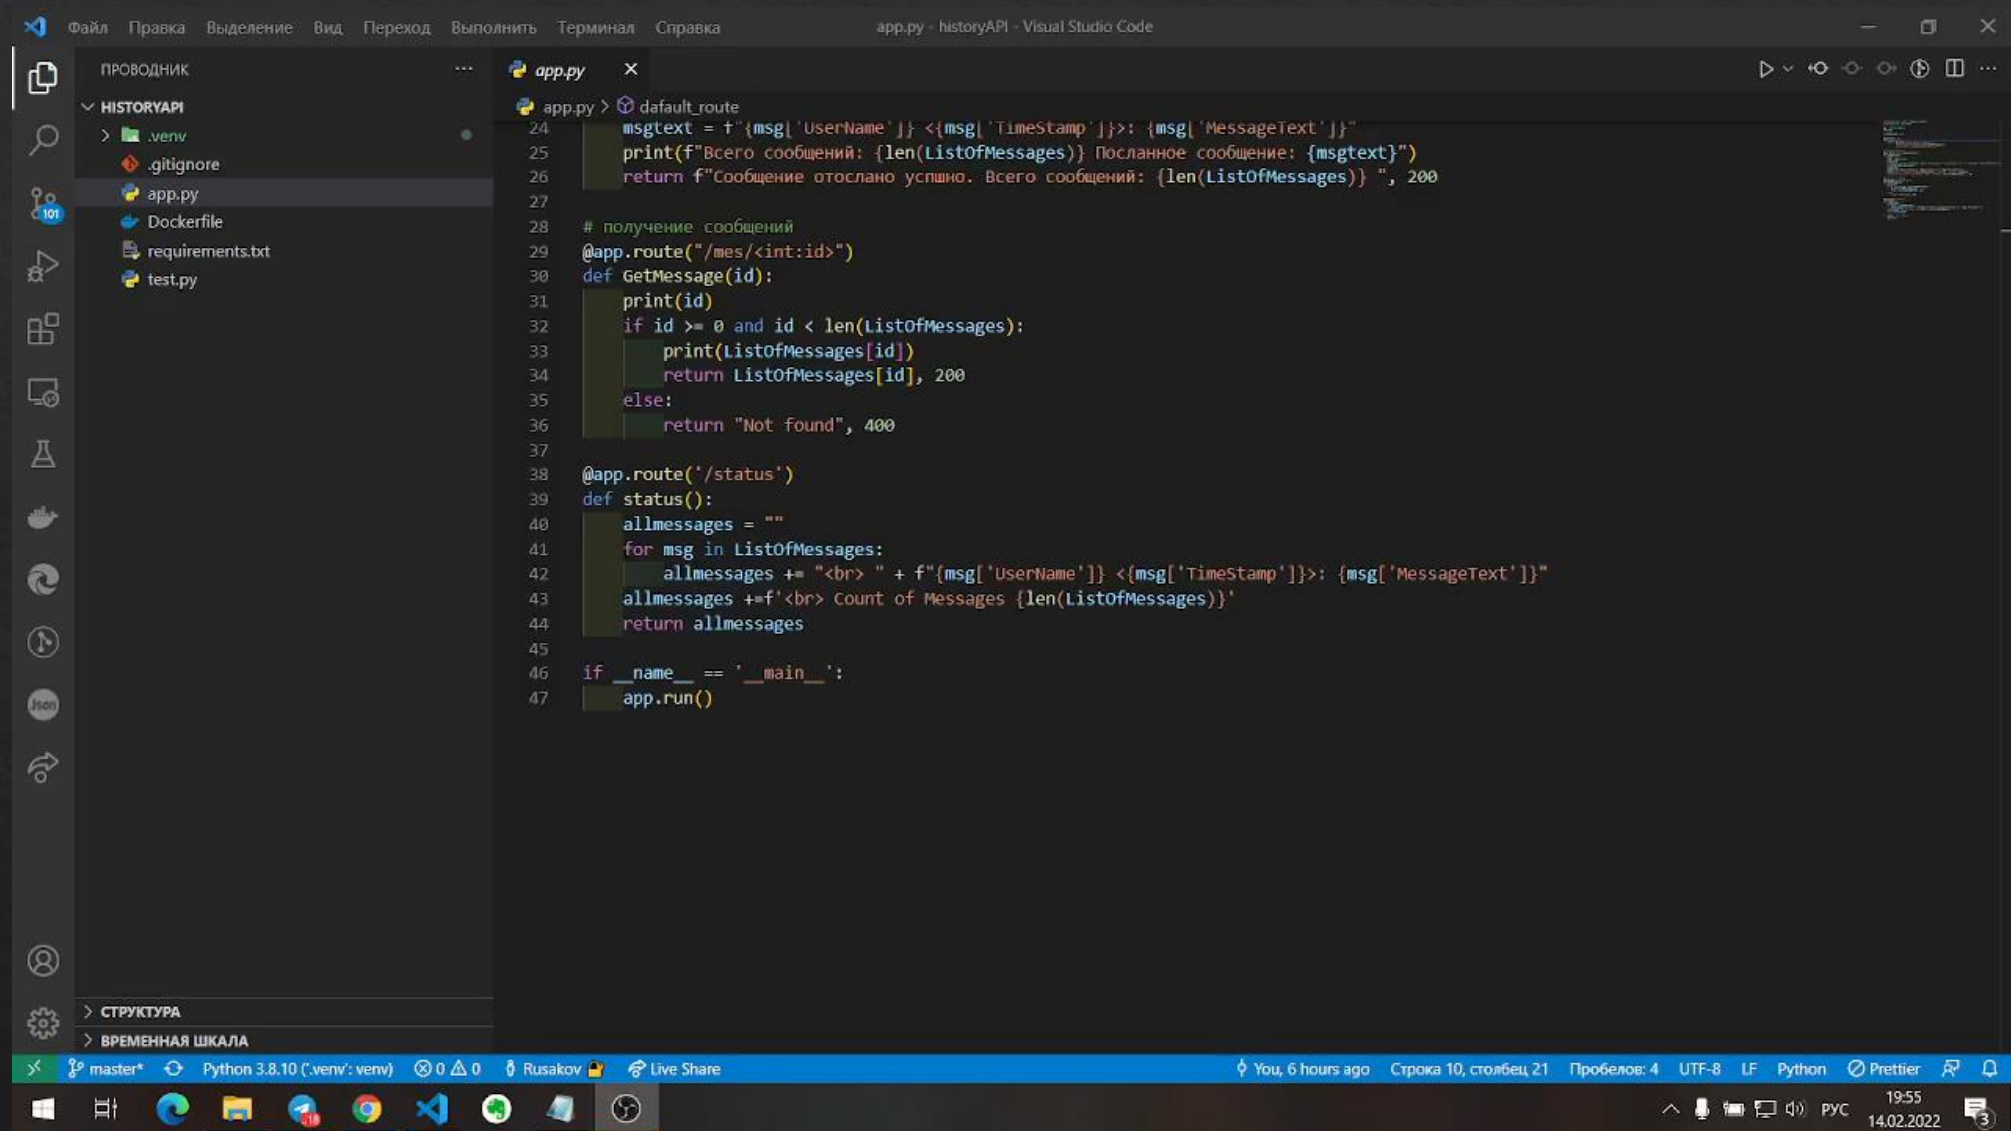 Файл Правка Выделение Вид Переход Выполнить Терминал Справка
app.py - historyAPI - Visual Studio Code
ПРОВОДНИК
HISTORYAPI
.venv
.gitignore
app.py
Dockerfile
requirements.txt
test.py
101
Json
app.py
app.py > dafault_route
24 msgtext = f"{msg['UserName']} <{msg['TimeStamp']}>: {msg['MessageText']}"
25 print(f"Всего сообщений: {len(ListOfMessages)} Посланное сообщение: {msgtext}")
26 return f"Сообщение отослано успшно. Всего сообщений: {len(ListOfMessages)} ", 200
27
28 # получение сообщений
29 @app.route("/mes/<int:id>")
30 def GetMessage(id):
31 print(id)
32 if id >= 0 and id < len(ListOfMessages):
33 print(ListOfMessages[id])
34 return ListOfMessages[id], 200
35 else:
36 return "Not found", 400
37
38 @app.route('/status')
39 def status():
40 allmessages = ""
41 for msg in ListOfMessages:
42 allmessages += "<br> " + f"{msg['UserName']} <{msg['TimeStamp']}>: {msg['MessageText']}"
43 allmessages +=f'<br> Count of Messages {len(ListOfMessages)}'
44 return allmessages
45
46 if __name__ == '__main__':
47 app.run()
СТРУКТУРА
ВРЕМЕННАЯ ШКАЛА
master* Python 3.8.10 ('.venv': venv) 0 0 Rusakov Live Share You, 6 hours ago Строка 10, столбец 21 Пробелов: 4 UTF-8 LF Python Prettier
18
РУС
19:55
14.02.2022
3